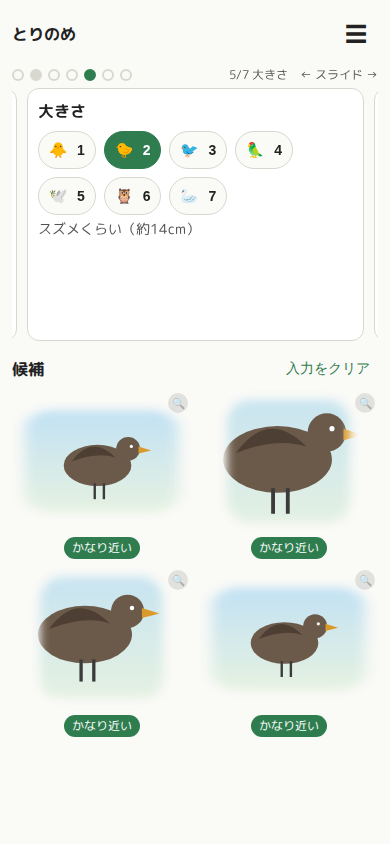 とりのめ
5/7 大きさ ← スライド →
大きさ
1 2 3 4
5 6 7
スズメくらい（約14cm）
候補 入力をクリア
かなり近い かなり近い
かなり近い かなり近い